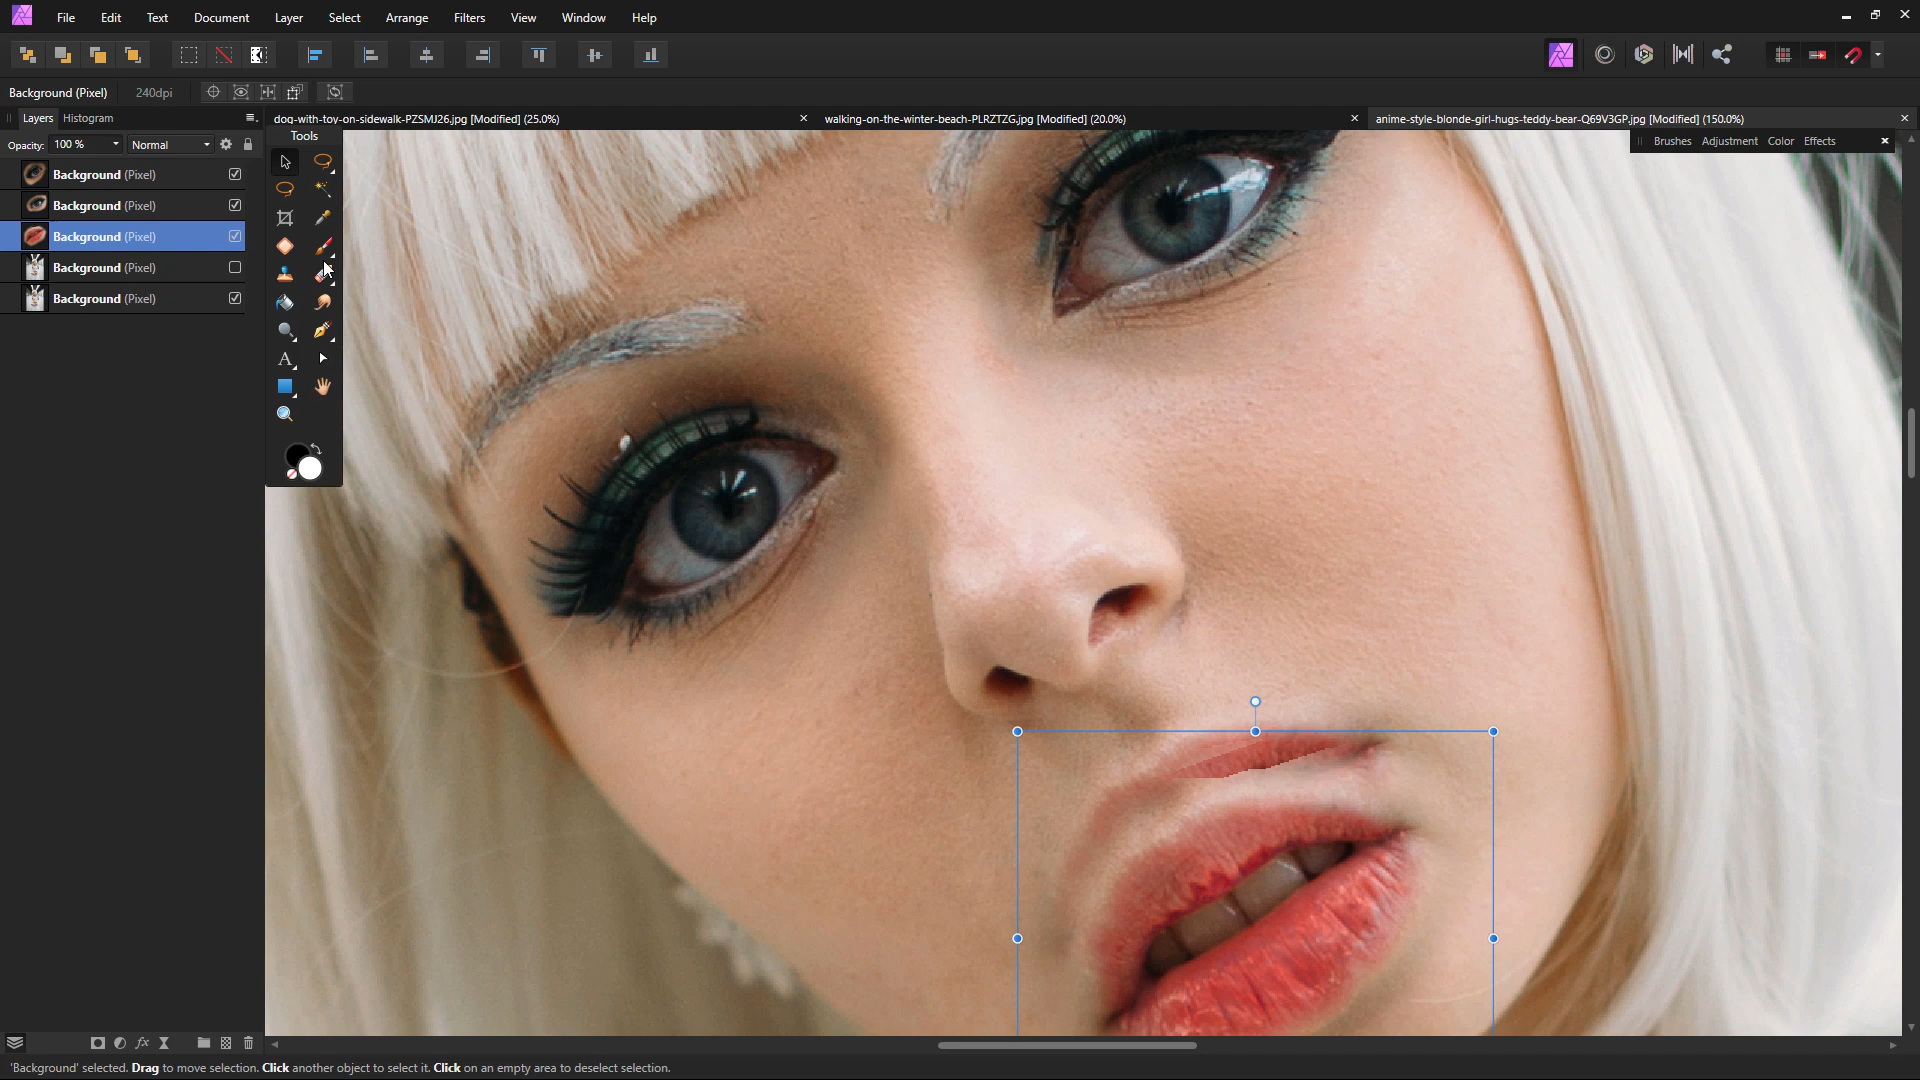 File Edit Text Document Layer Select Arrange Filters View Window Help
Background (Pixel) 240dpi
Layers Histogram
dog-with-toy-on-sidewalk-PZSMJ26.jpg [Modified] (25.0%)
walking-on-the-winter-beach-PLRZTZG.jpg [Modified] (20.0%)
anime-style-blonde-girl-hugs-teddy-bear-Q69V3GP.jpg [Modified] (150.0%)
Tools
Brushes Adjustment Color Effects
Opacity: 100 % Normal
Background (Pixel)
Background (Pixel)
Background (Pixel)
Background (Pixel)
Background (Pixel)
A
fx
'Background' selected. Drag to move selection. Click another object to select it. Click on an empty area to deselect selection.